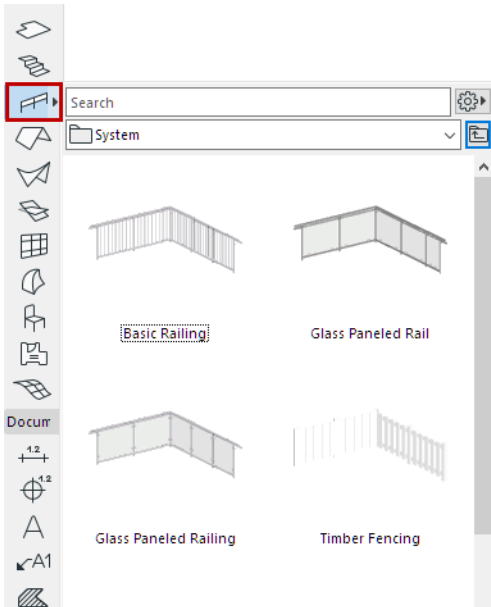 Search
System
Basic Railing
Glass Paneled Rail
Glass Paneled Railing
Timber Fencing
Docum
1.2
1.2
A
A1